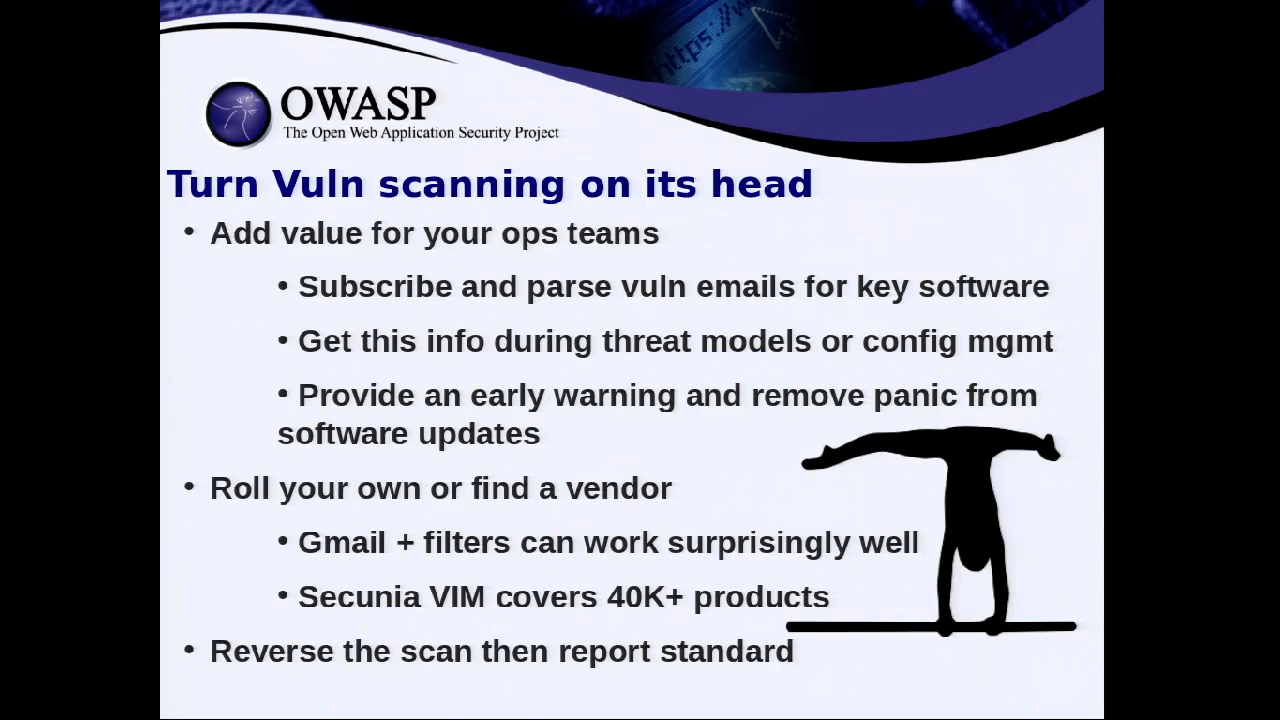 https://w
OWASP
The Open Web Application Security Project
Turn Vuln scanning on its head
• Add value for your ops teams
• Subscribe and parse vuln emails for key software
• Get this info during threat models or config mgmt
• Provide an early warning and remove panic from
software updates
• Roll your own or find a vendor
• Gmail + filters can work surprisingly well
• Secunia VIM covers 40K+ products
• Reverse the scan then report standard